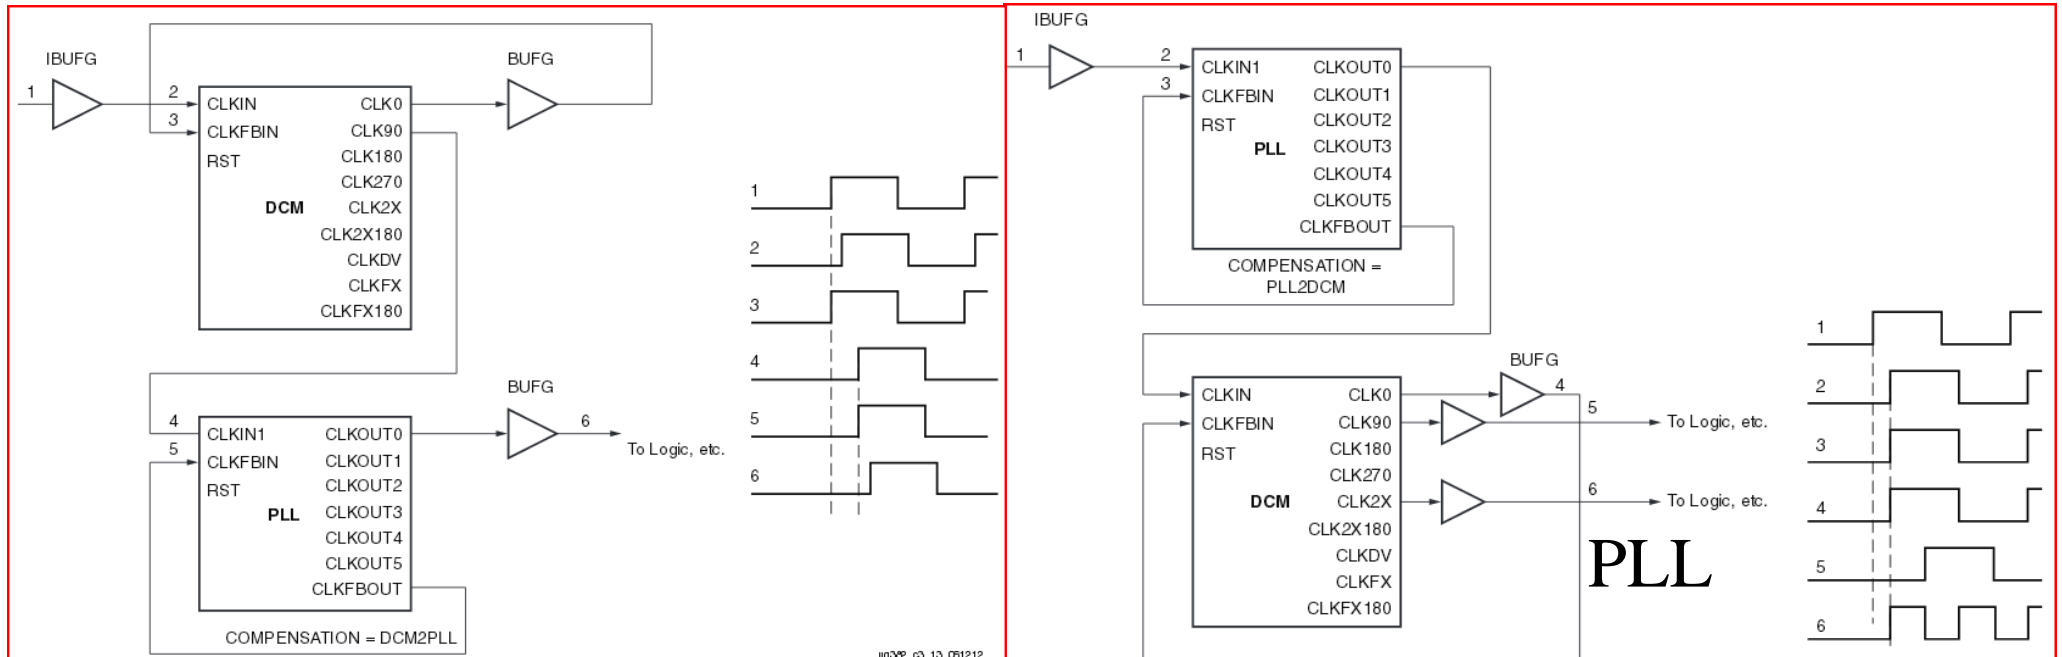 IBUFG
BUFG
1
2
3
CLKIN
CLKFBIN
RST
DCM
CLK0
CLK90
CLK180
CLK270
CLK2X
CLK2X180
CLKDV
CLKFX
CLKFX180
BUFG
4
5
6
CLKIN1
CLKFBIN
RST
PLL
CLKOUT0
CLKOUT1
CLKOUT2
CLKOUT3
CLKOUT4
CLKOUT5
CLKFBOUT
To Logic, etc.
COMPENSATION = DCM2PLL
1
2
3
4
5
6
IBUFG
1
2
3
CLKIN1
CLKFBIN
RST
PLL
CLKOUT0
CLKOUT1
CLKOUT2
CLKOUT3
CLKOUT4
CLKOUT5
CLKFBOUT
COMPENSATION =
PLL2DCM
BUFG
4
5
6
CLKIN
CLKFBIN
RST
DCM
CLK0
CLK90
CLK180
CLK270
CLK2X
CLK2X180
CLKDV
CLKFX
CLKFX180
To Logic, etc.
To Logic, etc.
PLL
1
2
3
4
5
6